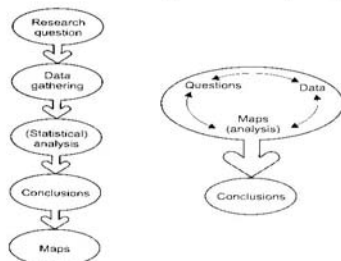 Research
question
Data
gathering
(Statistical)
analysis
Conclusions
Maps
Questions
Data
Maps
(analysis)
Conclusions